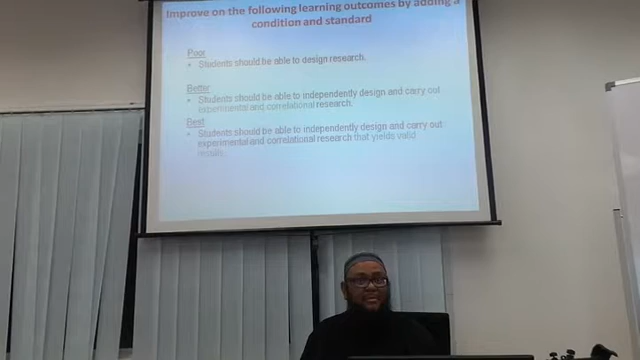 Improve on the following learning outcomes by adding a
condition and standard
Poor
• Students should be able to design research.
Better
• Students should be able to independently design and carry out
experimental and correlational research.
Best
• Students should be able to independently design and carry out
experimental and correlational research that yields valid
results.